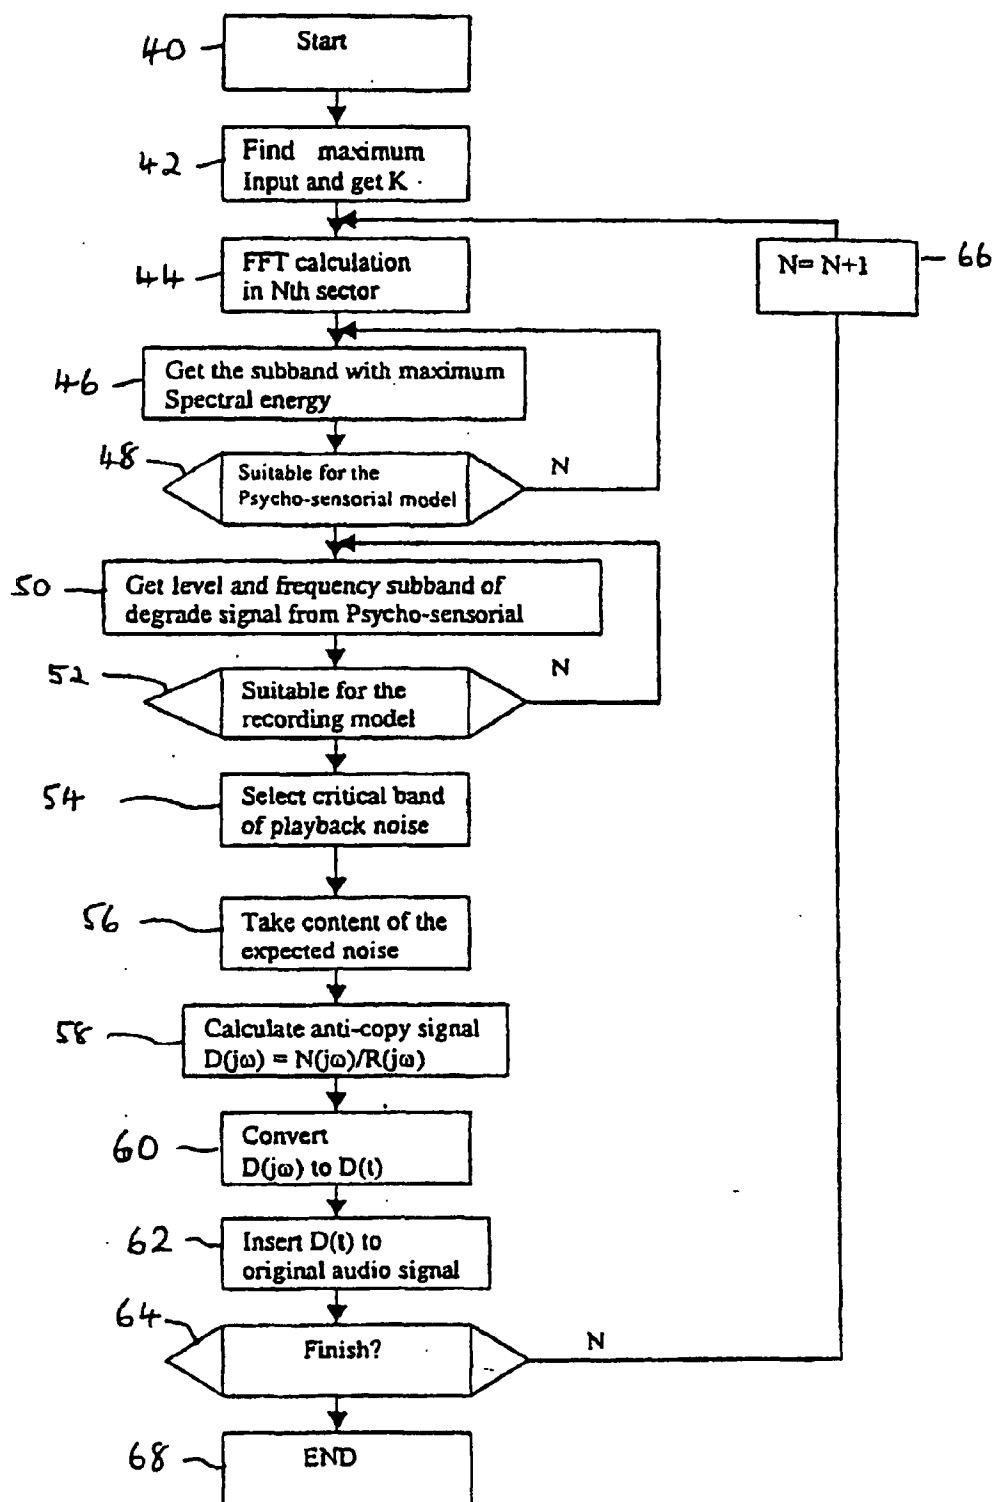 40
Start
42
Find maximum
Input and get K
44
FFT calculation
in Nth sector
N= N+1
66
46
Get the subband with maximum
Spectral energy
48
Suitable for the
Psycho-sensorial model
N
50
Get level and frequency subband of
degrade signal from Psycho-sensorial
52
Suitable for the
recording model
N
54
Select critical band
of playback noise
56
Take content of the
expected noise
58
Calculate anti-copy signal
D(jω) = N(jω)/R(jω)
60
Convert
D(jω) to D(t)
62
Insert D(t) to
original audio signal
64
Finish?
N
68
END